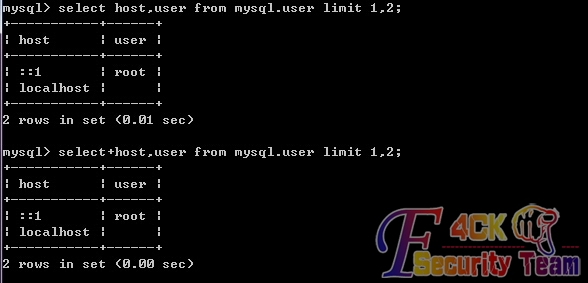 mysql> select host,user from mysql.user limit 1,2;
+-----------+------+
| host      | user |
+-----------+------+
| ::1       | root |
| localhost |      |
+-----------+------+
2 rows in set (0.01 sec)
mysql> select+host,user from mysql.user limit 1,2;
+-----------+------+
| host      | user |
+-----------+------+
| ::1       | root |
| localhost |      |
+-----------+------+
2 rows in set (0.00 sec)
F4CK
Security Team